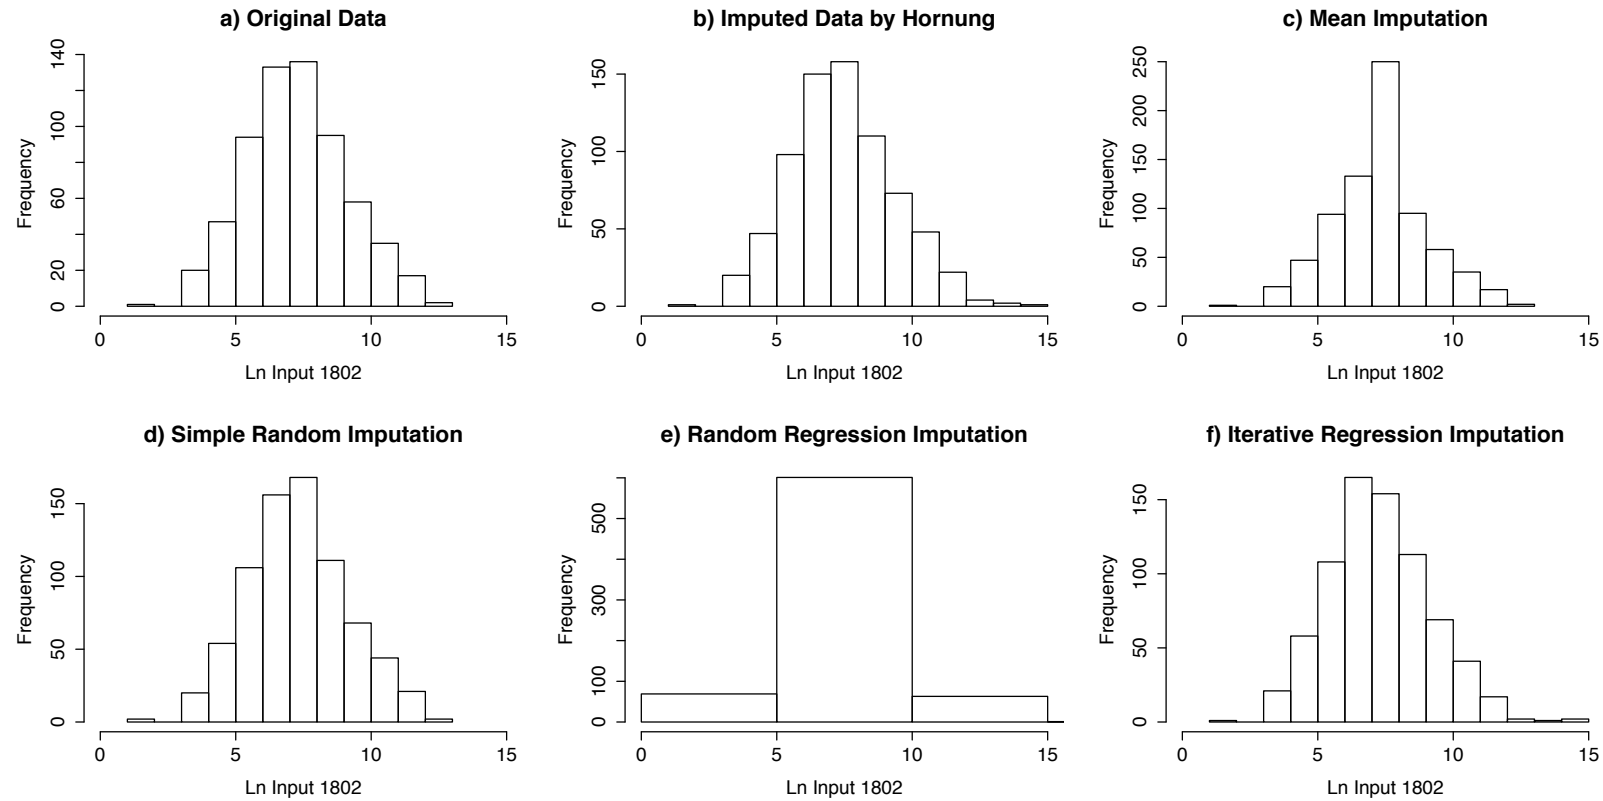 a) Original Data
Frequency
0 20 60 100 140
0 5 10 15
Ln Input 1802
b) Imputed Data by Hornung
Frequency
0 50 100 150
0 5 10 15
Ln Input 1802
c) Mean Imputation
Frequency
0 50 100 150 200 250
0 5 10 15
Ln Input 1802
d) Simple Random Imputation
Frequency
0 50 100 150
0 5 10 15
Ln Input 1802
e) Random Regression Imputation
Frequency
0 100 300 500
0 5 10 15
Ln Input 1802
f) Iterative Regression Imputation
Frequency
0 50 100 150
0 5 10 15
Ln Input 1802